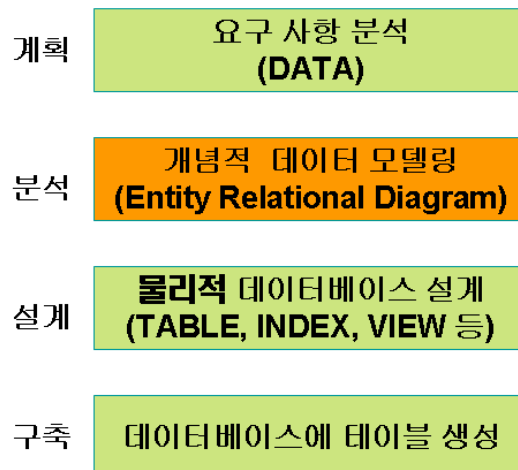 계획
요구 사항 분석
(DATA)
분석
개념적 데이터 모델링
(Entity Relational Diagram)
설계
물리적 데이터베이스 설계
(TABLE, INDEX, VIEW 등)
구축
데이터베이스에 테이블 생성